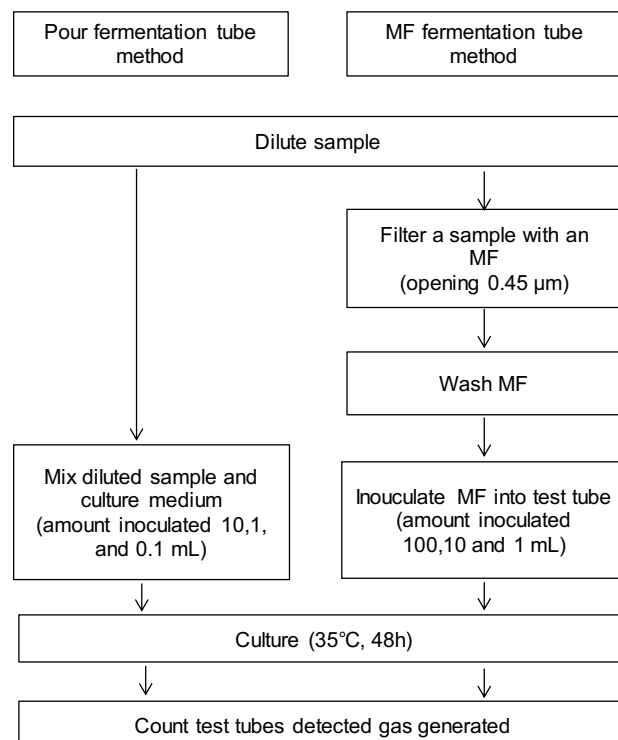 Pour fermentation tube
method
MF fermentation tube
method
Dilute sample
Filter a sample with an
MF
(opening 0.45 µm)
Wash MF
Mix diluted sample and
culture medium
(amount inoculated 10,1,
and 0.1 mL)
Inouculate MF into test tube
(amount inoculated
100,10 and 1 mL)
Culture (35°C, 48h)
Count test tubes detected gas generated